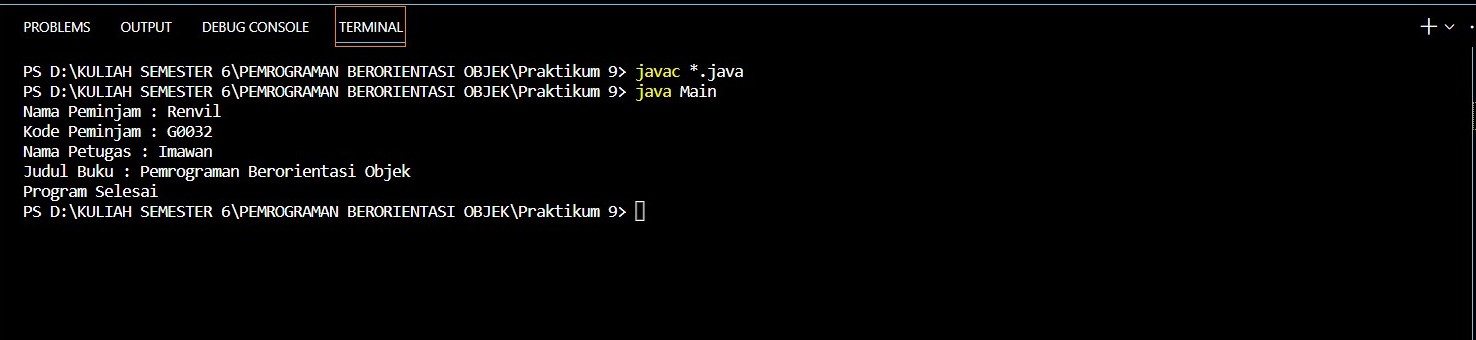 PROBLEMS OUTPUT DEBUG CONSOLE TERMINAL
PS D:\KULIAH SEMESTER 6\PEMROGRAMAN BERORIENTASI OBJEK\Praktikum 9> javac *.java
PS D:\KULIAH SEMESTER 6\PEMROGRAMAN BERORIENTASI OBJEK\Praktikum 9> java Main
Nama Peminjam : Renvil
Kode Peminjam : G0032
Nama Petugas : Imawan
Judul Buku : Pemrograman Berorientasi Objek
Program Selesai
PS D:\KULIAH SEMESTER 6\PEMROGRAMAN BERORIENTASI OBJEK\Praktikum 9>